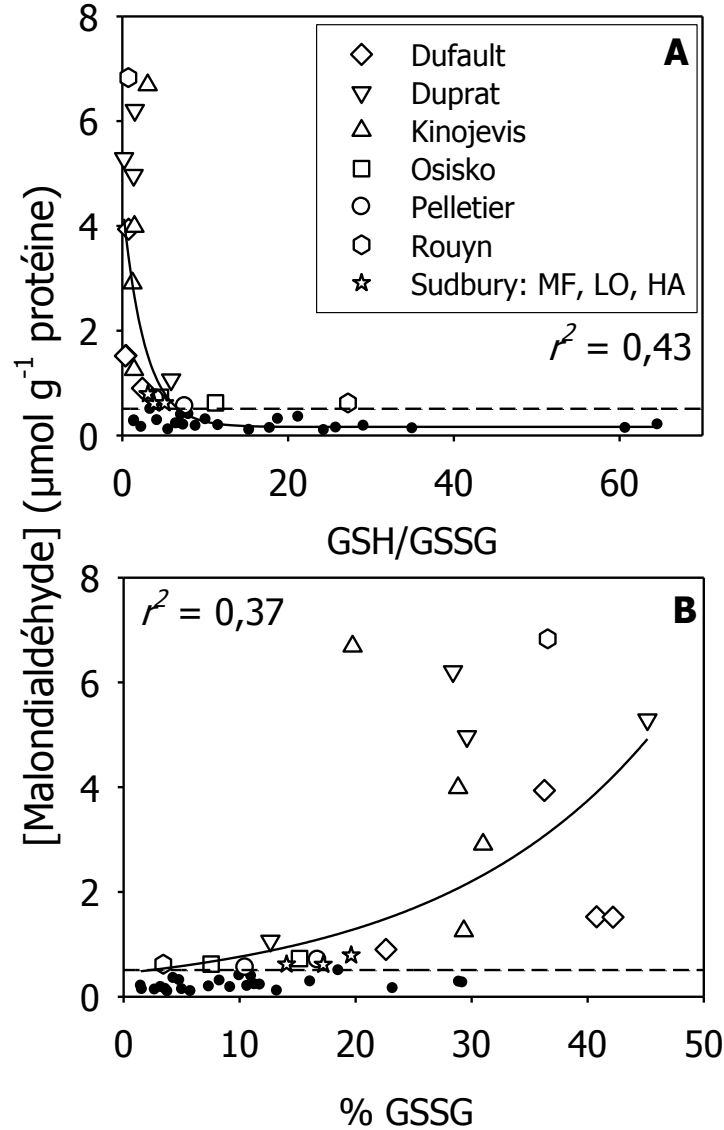 [Malondialdéhyde] (µmol g⁻¹ protéine)
8
6
4
2
0
A
Dufault
Duprat
Kinojevis
Osisko
Pelletier
Rouyn
Sudbury: MF, LO, HA
r² = 0,43
0 20 40 60
GSH/GSSG
8
6
4
2
0
r² = 0,37
B
0 10 20 30 40 50
% GSSG